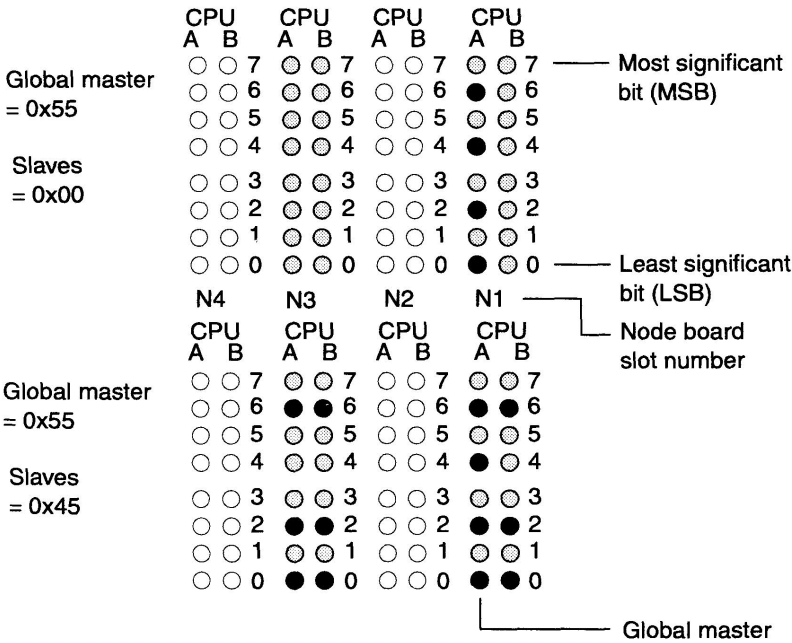 CPU CPU CPU CPU
A B A B A B A B
7 7 7 7 Most significant
bit (MSB)
Global master
= 0x55
6 6 6 6
5 5 5 5
4 4 4 4
Slaves
= 0x00
3 3 3 3
2 2 2 2
1 1 1 1
0 0 0 0 Least significant
bit (LSB)
N4 N3 N2 N1
Node board
slot number
CPU CPU CPU CPU
A B A B A B A B
7 7 7 7
Global master
= 0x55
6 6 6 6
5 5 5 5
4 4 4 4
Slaves
= 0x45
3 3 3 3
2 2 2 2
1 1 1 1
0 0 0 0
Global master